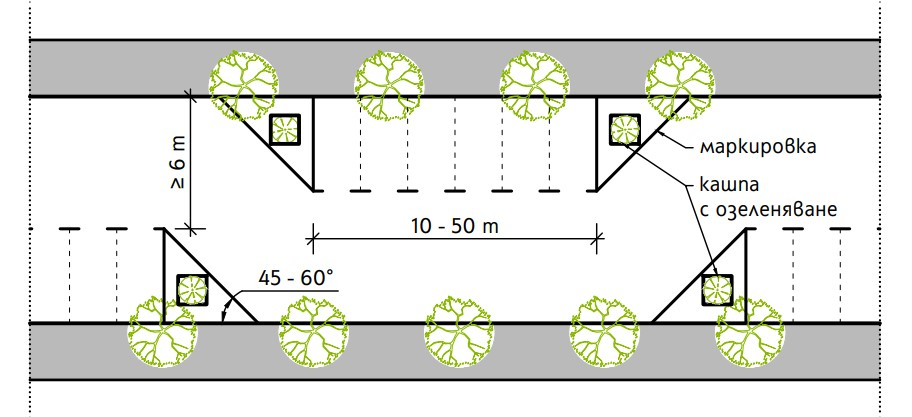 ≥ 6 m
маркировка
кашпа
с озеленяване
10 - 50 m
45 - 60°